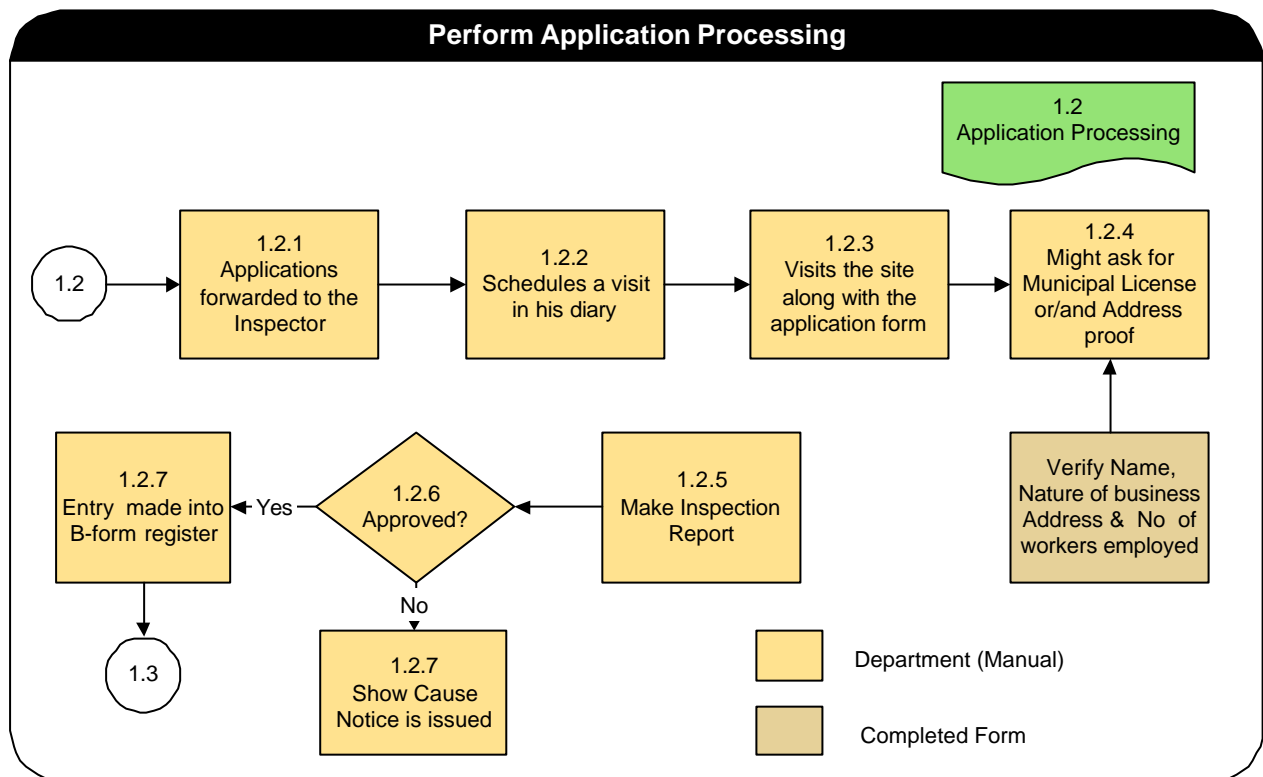 Perform Application Processing
1.2
Application Processing
1.2
1.2.1
Applications
forwarded to the
Inspector
1.2.2
Schedules a visit
in his diary
1.2.3
Visits the site
along with the
application form
1.2.4
Might ask for
Municipal License
or/and Address
proof
1.2.7
Entry made into
B-form register
Yes
1.2.6
Approved?
1.2.5
Make Inspection
Report
Verify Name,
Nature of business
Address & No of
workers employed
No
1.3
1.2.7
Show Cause
Notice is issued
Department (Manual)
Completed Form